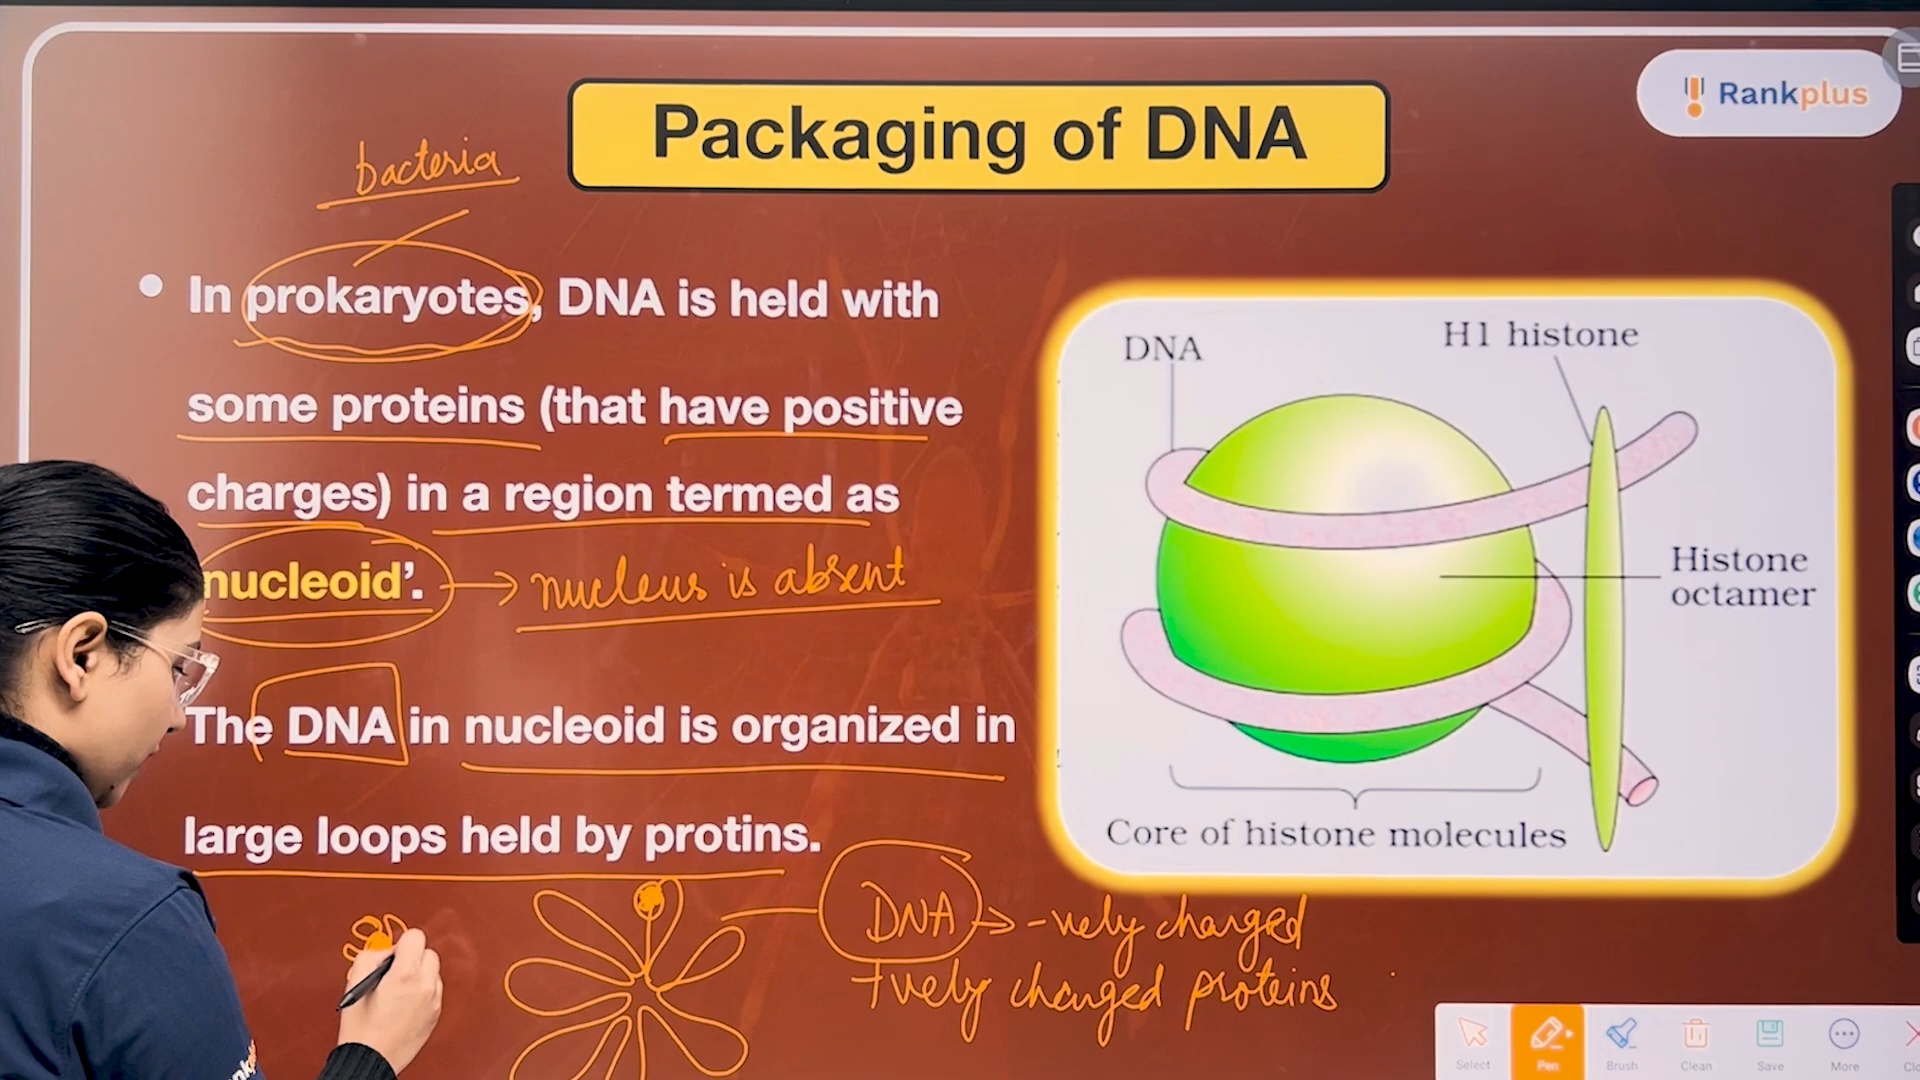 Packaging of DNA
Rankplus
bacteria
In prokaryotes, DNA is held with
some proteins (that have positive
charges) in a region termed as
nucleoid’.
nucleus is absent
The DNA in nucleoid is organized in
large loops held by protins.
DNA → -vely charged
+vely charged proteins
DNA
H1 histone
Histone
octamer
Core of histone molecules
Select
Pen
Brush
Clean
Save
More